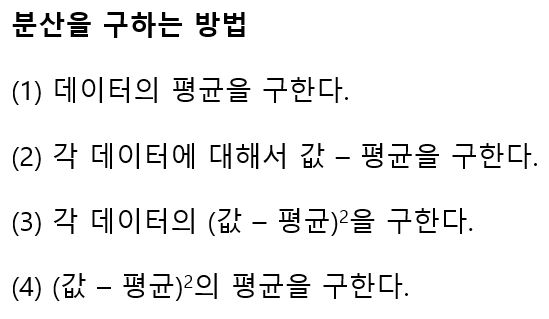 분산을 구하는 방법
(1) 데이터의 평균을 구한다.
(2) 각 데이터에 대해서 값 – 평균을 구한다.
(3) 각 데이터의 (값 – 평균)²을 구한다.
(4) (값 – 평균)²의 평균을 구한다.